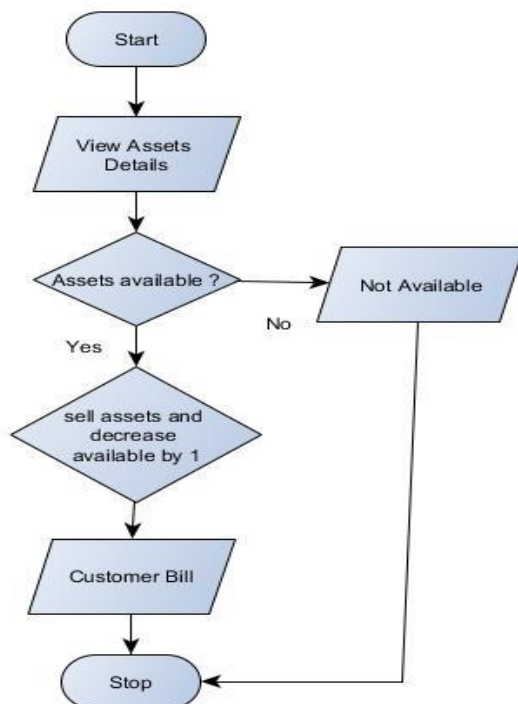 Start
View Assets
Details
Assets available ?
Not Available
No
Yes
sell assets and
decrease
available by 1
Customer Bill
Stop